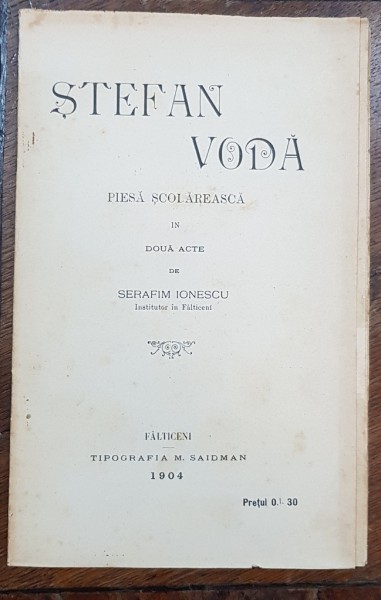 ȘTEFAN
VODĂ
PIESĂ ȘCOLĂREASCĂ
IN
DOUĂ ACTE
DE
SERAFIM IONESCU
Institutor în Fălticeni
FĂLTICENI
TIPOGRAFIA M. SAIDMAN
1904
Prețul 0.l. 30